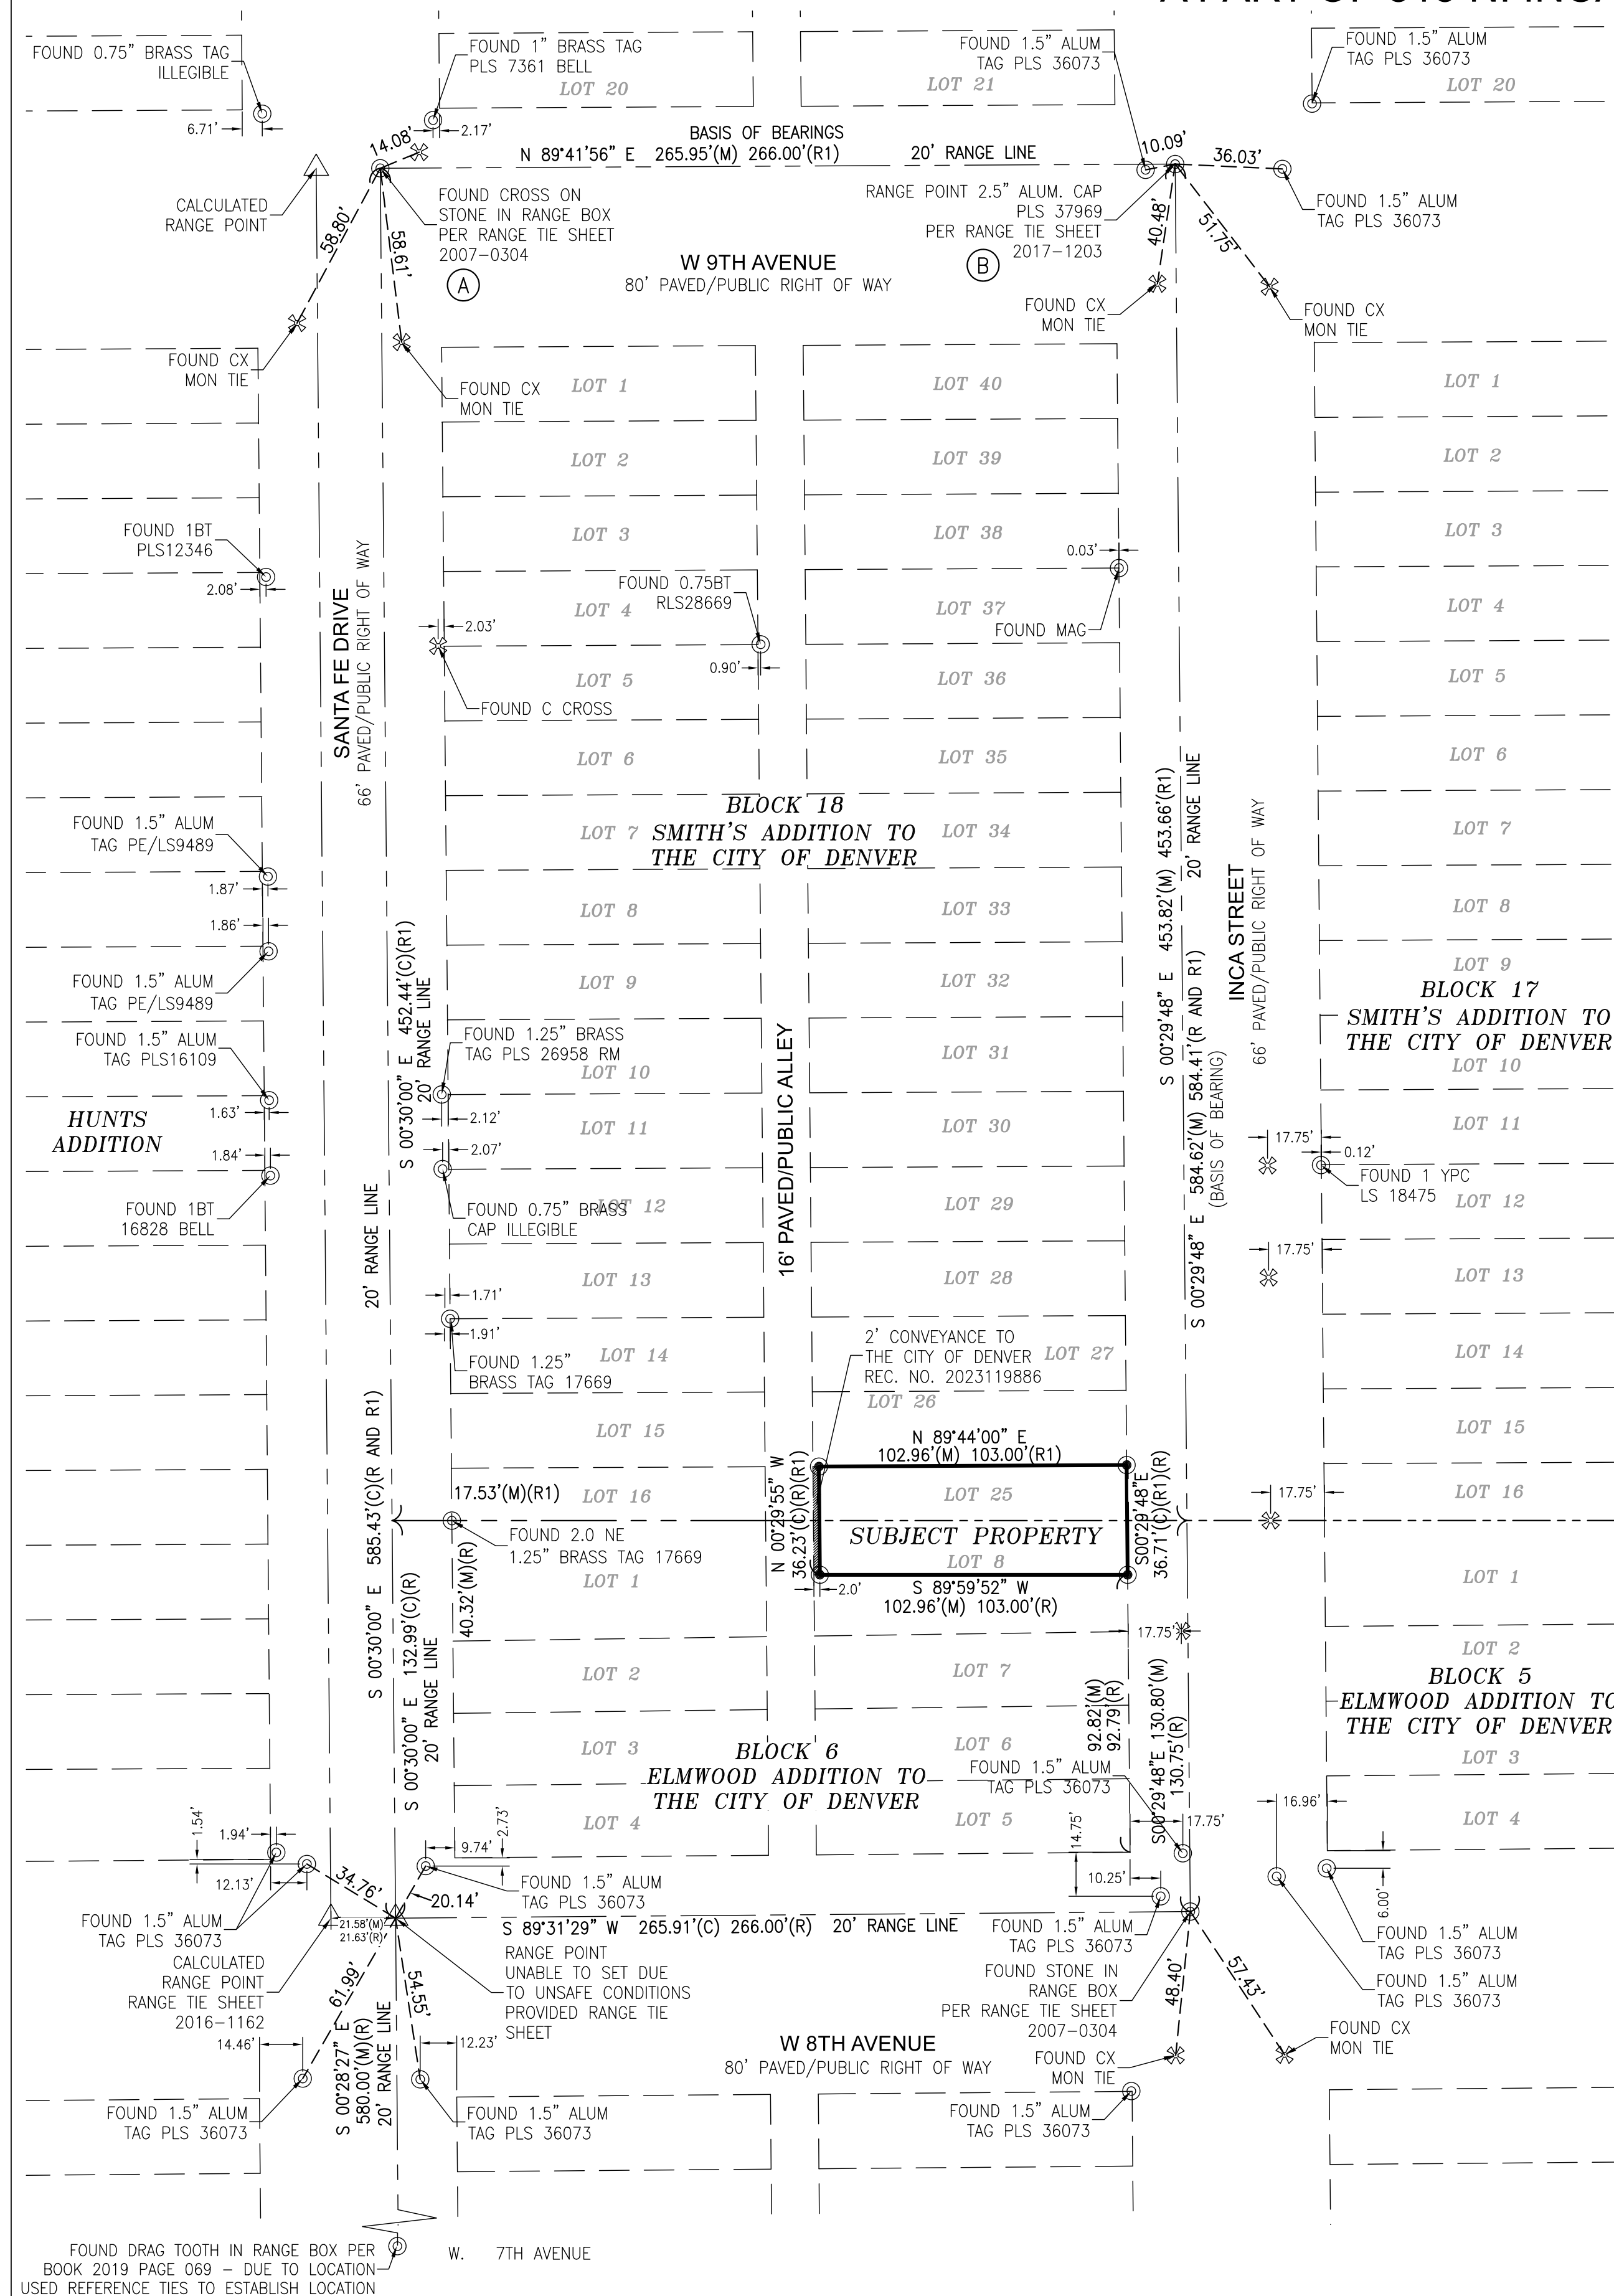 FOUND 0.75” BRASS TAG
ILLEGIBLE
6.71'
FOUND 1” BRASS TAG
PLS 7361 BELL
LOT 20
2.17'
FOUND 1.5” ALUM
TAG PLS 36073
LOT 21
FOUND 1.5” ALUM
TAG PLS 36073
LOT 20
14.08'
BASIS OF BEARINGS
N 89°41'56” E 265.95'(M) 266.00'(R1)
20' RANGE LINE
10.09'
36.03'
CALCULATED
RANGE POINT
FOUND CROSS ON
STONE IN RANGE BOX
PER RANGE TIE SHEET
2007-0304
A
RANGE POINT 2.5” ALUM. CAP
PLS 37969
PER RANGE TIE SHEET
2017-1203
B
FOUND 1.5” ALUM
TAG PLS 36073
58.80'
58.61'
40.48'
51.75'
W 9TH AVENUE
80' PAVED/PUBLIC RIGHT OF WAY
FOUND CX
MON TIE
FOUND CX
MON TIE
FOUND CX
MON TIE
FOUND CX
MON TIE
LOT 1
LOT 40
LOT 1
LOT 2
LOT 39
LOT 2
FOUND 1BT
PLS12346
2.08'
LOT 3
LOT 38
LOT 3
0.03'
SANTA FE DRIVE
66' PAVED/PUBLIC RIGHT OF WAY
FOUND 0.75BT
RLS28669
LOT 4
LOT 37
FOUND MAG
LOT 4
2.03'
0.90'
LOT 5
LOT 36
LOT 5
FOUND C CROSS
LOT 6
LOT 35
LOT 6
BLOCK 18
SMITH'S ADDITION TO
THE CITY OF DENVER
LOT 7
LOT 34
LOT 7
FOUND 1.5” ALUM
TAG PE/LS9489
1.87'
1.86'
FOUND 1.5” ALUM
TAG PE/LS9489
S 00°29'48” E 453.82'(M) 453.66'(R1)
20' RANGE LINE
INCA STREET
66' PAVED/PUBLIC RIGHT OF WAY
LOT 8
LOT 33
LOT 8
S 00°30'00” E 452.44'(C)(R1)
20' RANGE LINE
LOT 9
LOT 32
LOT 9
BLOCK 17
SMITH'S ADDITION TO
THE CITY OF DENVER
FOUND 1.5” ALUM
TAG PLS16109
FOUND 1.25” BRASS
TAG PLS 26958 RM
LOT 10
LOT 31
LOT 10
16' PAVED/PUBLIC ALLEY
S 00°29'48” E 584.62'(M) 584.41'(R AND R1)
(BASIS OF BEARING)
HUNTS
ADDITION
1.63'
1.84'
FOUND 1BT
16828 BELL
2.12'
2.07'
LOT 11
LOT 30
LOT 11
17.75'
0.12'
FOUND 1 YPC
LS 18475
FOUND 0.75” BRASS
CAP ILLEGIBLE
LOT 12
LOT 29
LOT 12
17.75'
20' RANGE LINE
LOT 13
LOT 28
LOT 13
1.71'
1.91'
FOUND 1.25”
BRASS TAG 17669
LOT 14
2' CONVEYANCE TO
THE CITY OF DENVER
REC. NO. 2023119886
LOT 27
LOT 14
LOT 26
LOT 15
LOT 15
S 00°30'00” E 585.43'(C)(R AND R1)
N 89°44'00” E
102.96'(M) 103.00'(R1)
17.53'(M)(R1)
LOT 16
N 00°29'55” W
36.23'(C)(R)(R1)
LOT 25
SUBJECT PROPERTY
LOT 8
S00°29'48”E
36.71'(C)(R1)(R)
17.75'
LOT 16
FOUND 2.0 NE
1.25” BRASS TAG 17669
LOT 1
2.0'
S 89°59'52” W
102.96'(M) 103.00'(R)
LOT 1
40.32'(M)(R)
S 00°30'00” E 132.99'(C)(R)
20' RANGE LINE
17.75'
LOT 2
LOT 7
LOT 2
BLOCK 5
ELMWOOD ADDITION TO
THE CITY OF DENVER
92.82'(M)
92.79'(R)
S00°29'48”E 130.80'(M)
130.75'(R)
LOT 3
BLOCK 6
ELMWOOD ADDITION TO
THE CITY OF DENVER
LOT 6
FOUND 1.5” ALUM
TAG PLS 36073
LOT 3
1.54'
1.94'
12.13'
34.76'
9.74'
2.73'
LOT 4
LOT 5
14.75'
17.75'
10.25'
16.96'
6.00'
LOT 4
20.14'
FOUND 1.5” ALUM
TAG PLS 36073
FOUND 1.5” ALUM
TAG PLS 36073
21.58'(M)
21.63'(R)
S 89°31'29” W 265.91'(C) 266.00'(R) 20' RANGE LINE
CALCULATED
RANGE POINT
RANGE TIE SHEET
2016-1162
RANGE POINT
UNABLE TO SET DUE
TO UNSAFE CONDITIONS
PROVIDED RANGE TIE
SHEET
FOUND 1.5” ALUM
TAG PLS 36073
FOUND STONE IN
RANGE BOX
PER RANGE TIE SHEET
2007-0304
FOUND 1.5” ALUM
TAG PLS 36073
FOUND 1.5” ALUM
TAG PLS 36073
61.99'
54.55'
48.40'
57.43'
14.46'
12.23'
S 00°28'27” E
580.00'(M)(R)
20' RANGE LINE
W 8TH AVENUE
80' PAVED/PUBLIC RIGHT OF WAY
FOUND CX
MON TIE
FOUND CX
MON TIE
FOUND 1.5” ALUM
TAG PLS 36073
FOUND 1.5” ALUM
TAG PLS 36073
FOUND 1.5” ALUM
TAG PLS 36073
FOUND DRAG TOOTH IN RANGE BOX PER
BOOK 2019 PAGE 069 – DUE TO LOCATION
USED REFERENCE TIES TO ESTABLISH LOCATION
W. 7TH AVENUE